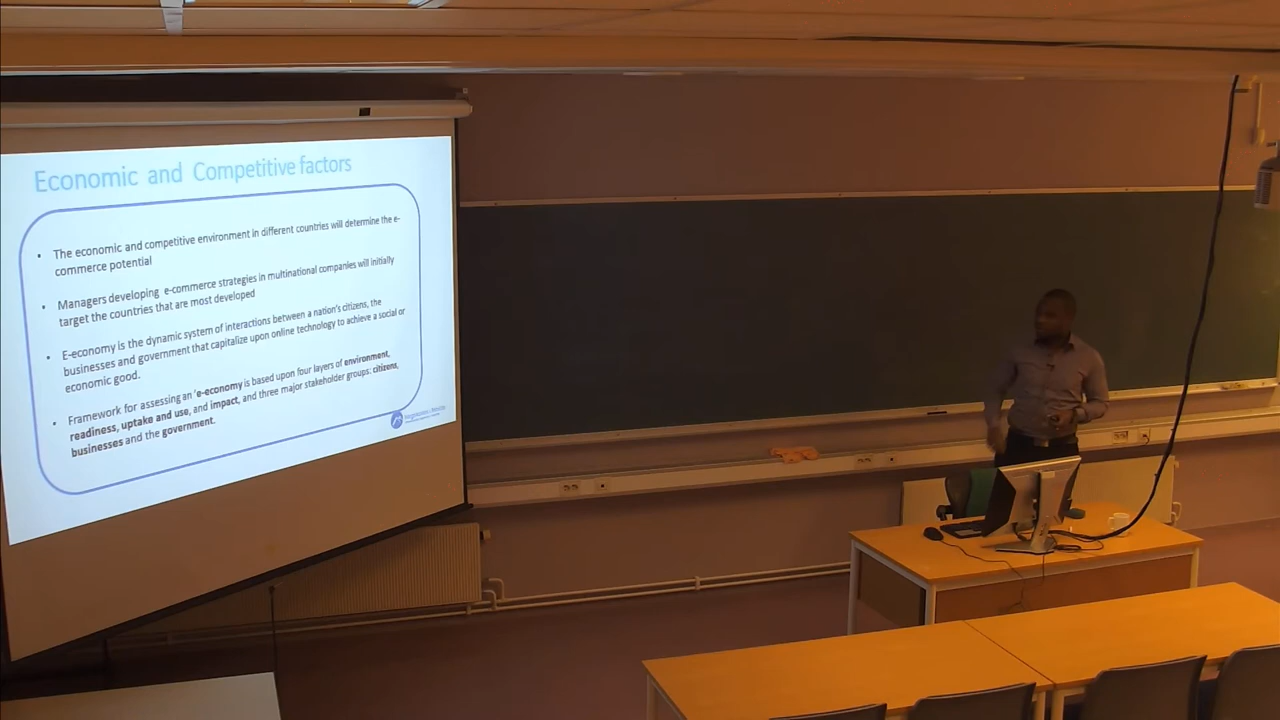 Economic and Competitive factors
• The economic and competitive environment in different countries will determine the e-
commerce potential
• Managers developing e-commerce strategies in multinational companies will initially
target the countries that are most developed
• E-economy is the dynamic system of interactions between a nation's citizens, the
businesses and government that capitalize upon online technology to achieve a social or
economic good.
• Framework for assessing an 'e-economy is based upon four layers of environment,
readiness, uptake and use, and impact, and three major stakeholder groups: citizens,
businesses and the government.